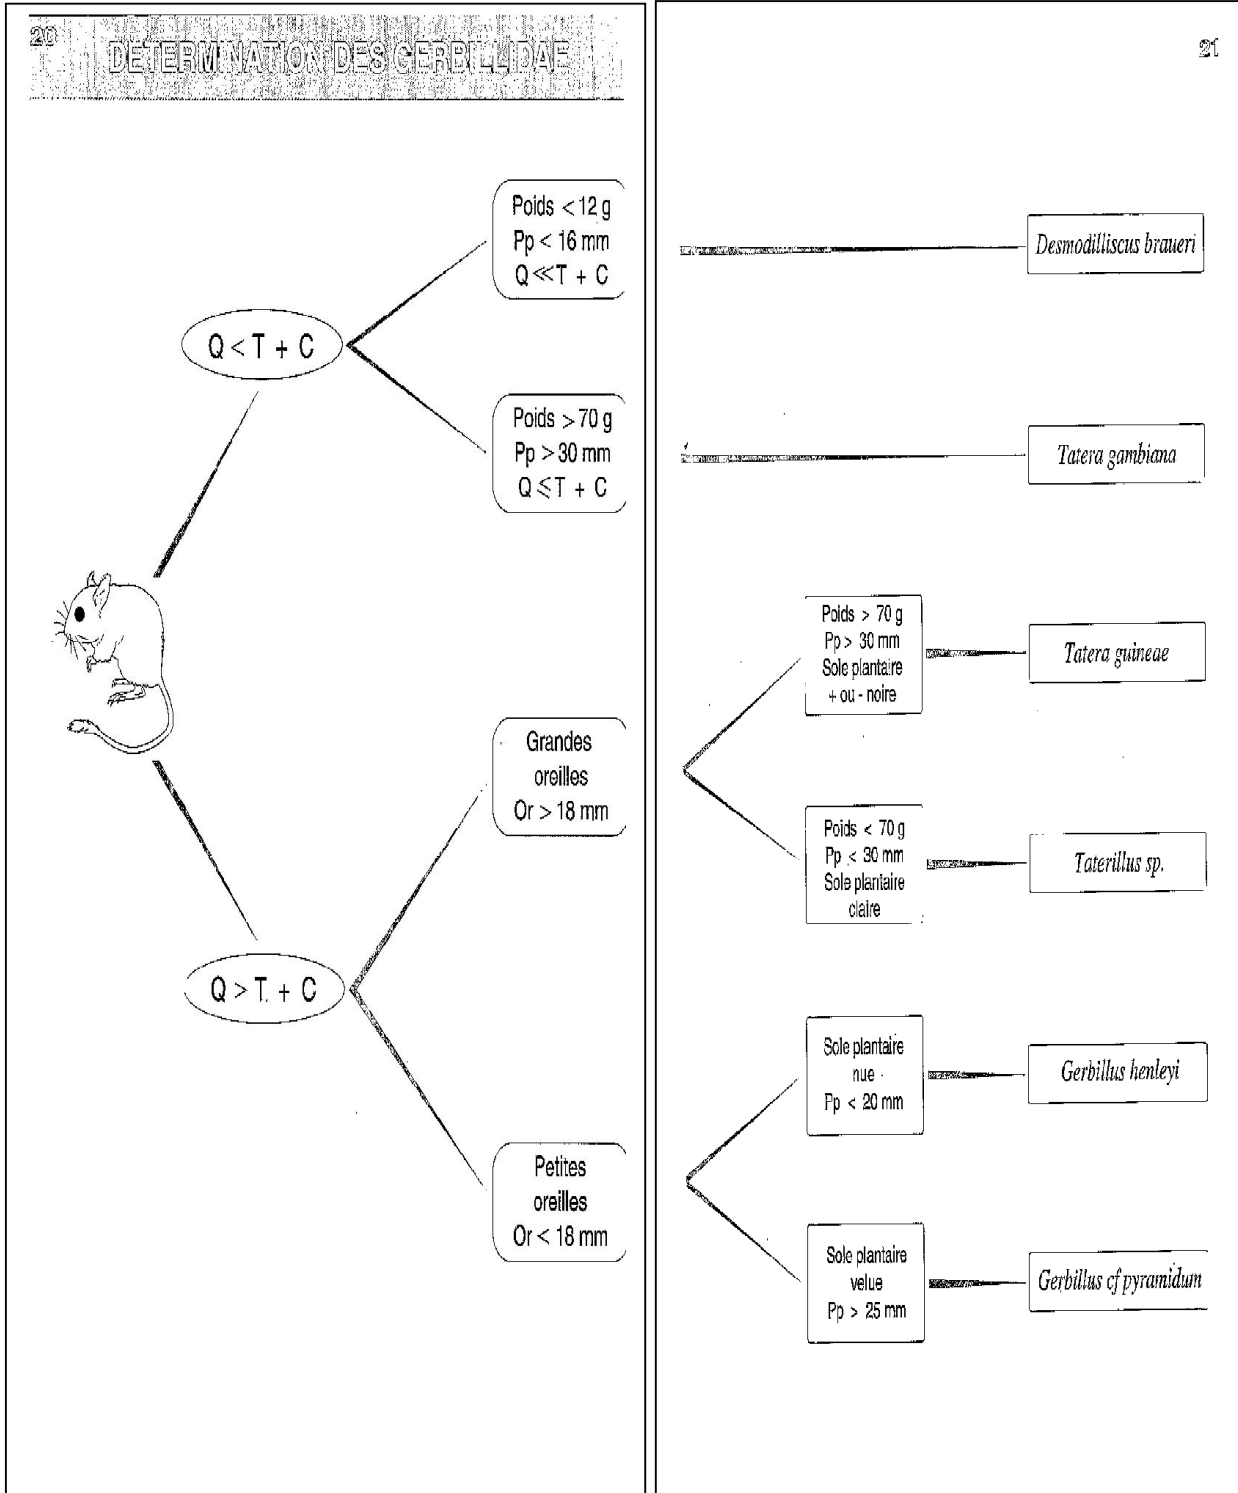 20
DETERMINATION DES GERBILLIDAE
Poids < 12 g
Pp < 16 mm
Q << T + C
Q < T + C
Poids > 70 g
Pp > 30 mm
Q ⩽ T + C
Grandes
oreilles
Or > 18 mm
Q > T. + C
Petites
oreilles
Or < 18 mm
21
Desmodilliscus braueri
Tatera gambiana
Poids > 70 g
Pp > 30 mm
Sole plantaire
+ ou - noire
Tatera guineae
Poids < 70 g
Pp < 30 mm
Sole plantaire
claire
Taterillus sp.
Sole plantaire
nue
Pp < 20 mm
Gerbillus henleyi
Sole plantaire
velue
Pp > 25 mm
Gerbillus cf pyramidum